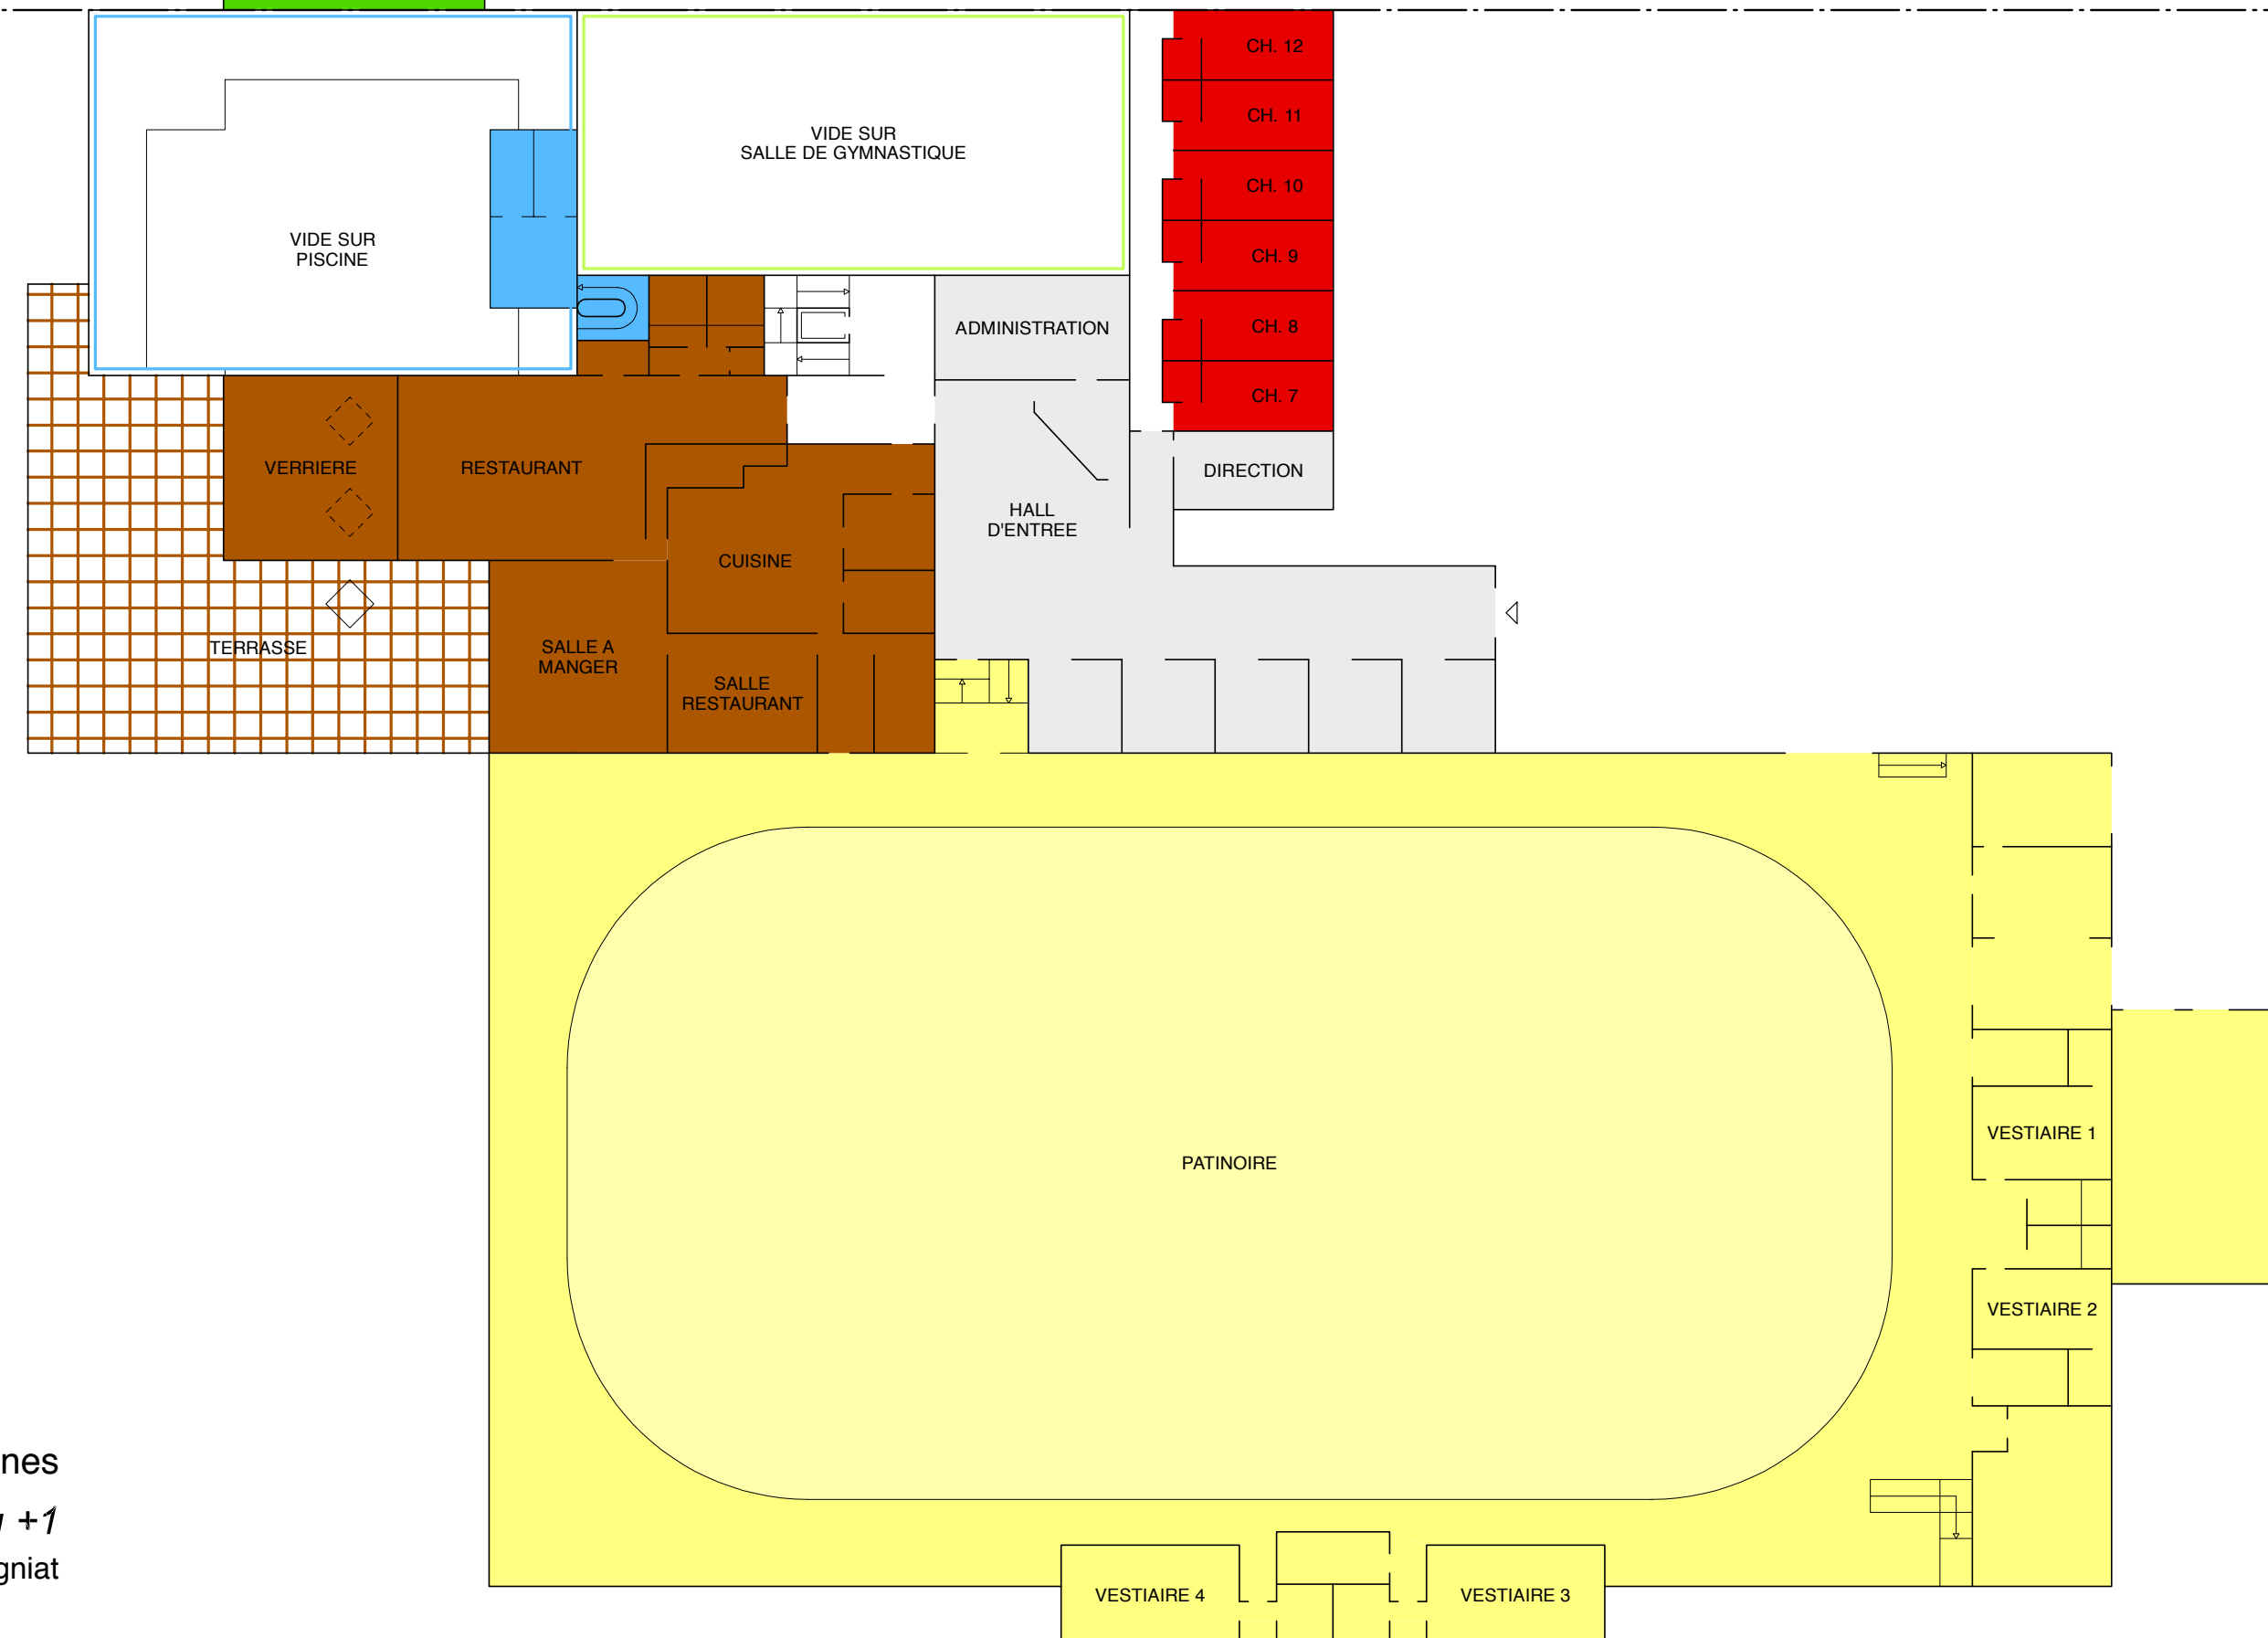 CH. 12
CH. 11
VIDE SUR
SALLE DE GYMNASTIQUE
CH. 10
VIDE SUR
PISCINE
CH. 9
ADMINISTRATION
CH. 8
CH. 7
VERRIERE
RESTAURANT
DIRECTION
HALL
D'ENTREE
CUISINE
TERRASSE
SALLE A
MANGER
SALLE
RESTAURANT
VESTIAIRE 1
PATINOIRE
VESTIAIRE 2
nes
+1
gniat
VESTIAIRE 4
VESTIAIRE 3